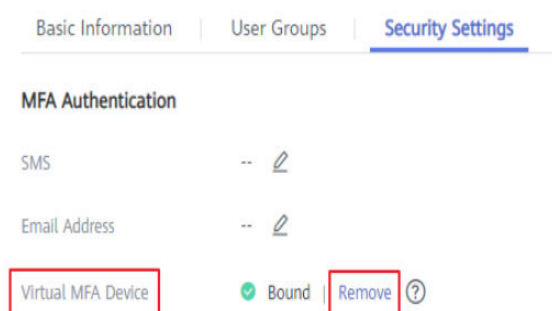 Basic Information | User Groups | Security Settings
MFA Authentication
SMS -- 
Email Address -- 
Virtual MFA Device Bound | Remove ?